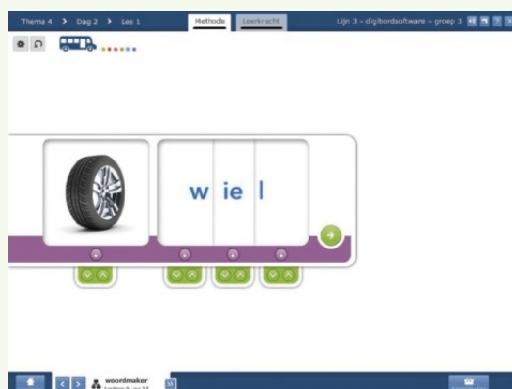 Thema 4 > Dag 2 > Les 1
Methode
Leerkracht
Lijn 3 - digibordsoftware - groep 3
w ie l
woordmaker